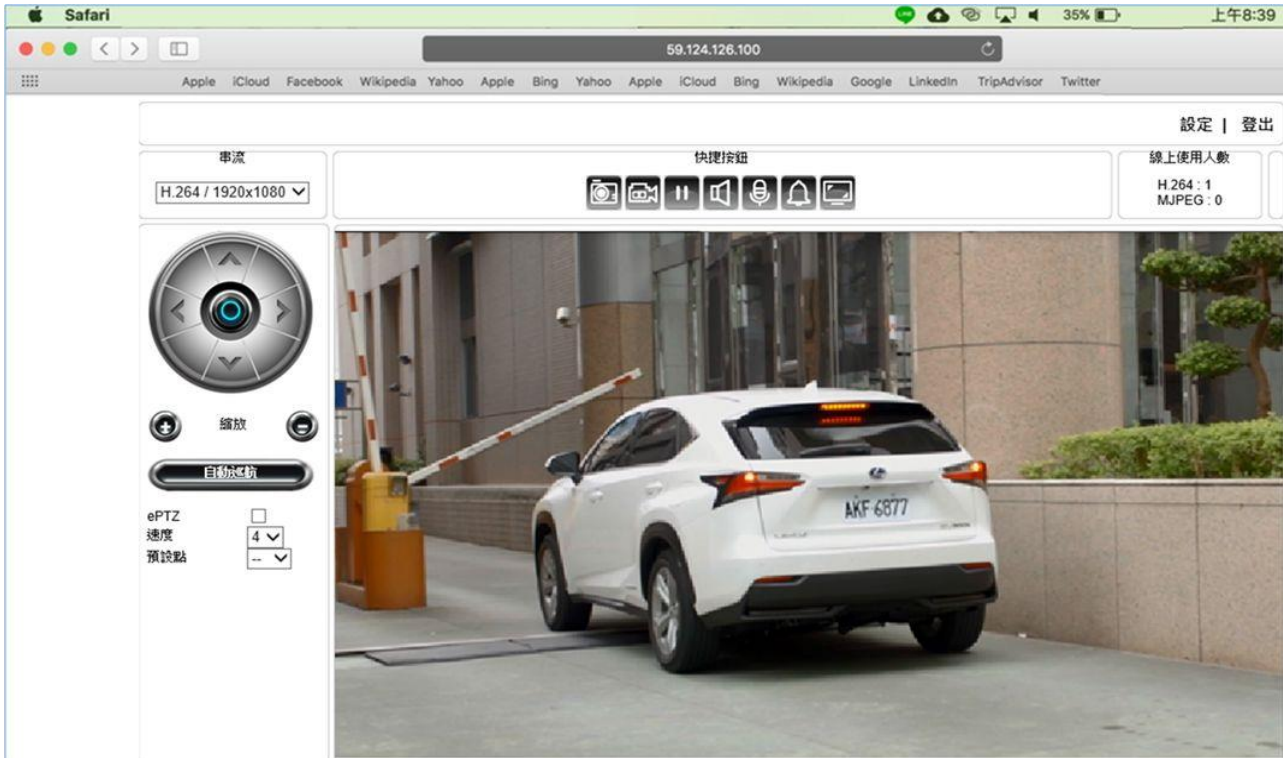 Safari
35%
上午8:39
59.124.126.100
Apple iCloud Facebook Wikipedia Yahoo Apple Bing Yahoo Apple iCloud Bing Wikipedia Google LinkedIn TripAdvisor Twitter
設定 | 登出
串流
快捷按鈕
線上使用人數
H.264 / 1920x1080
H.264 : 1
MJPEG : 0
縮放
自動巡航
ePTZ
速度 4
預設點 --
AKF-6877